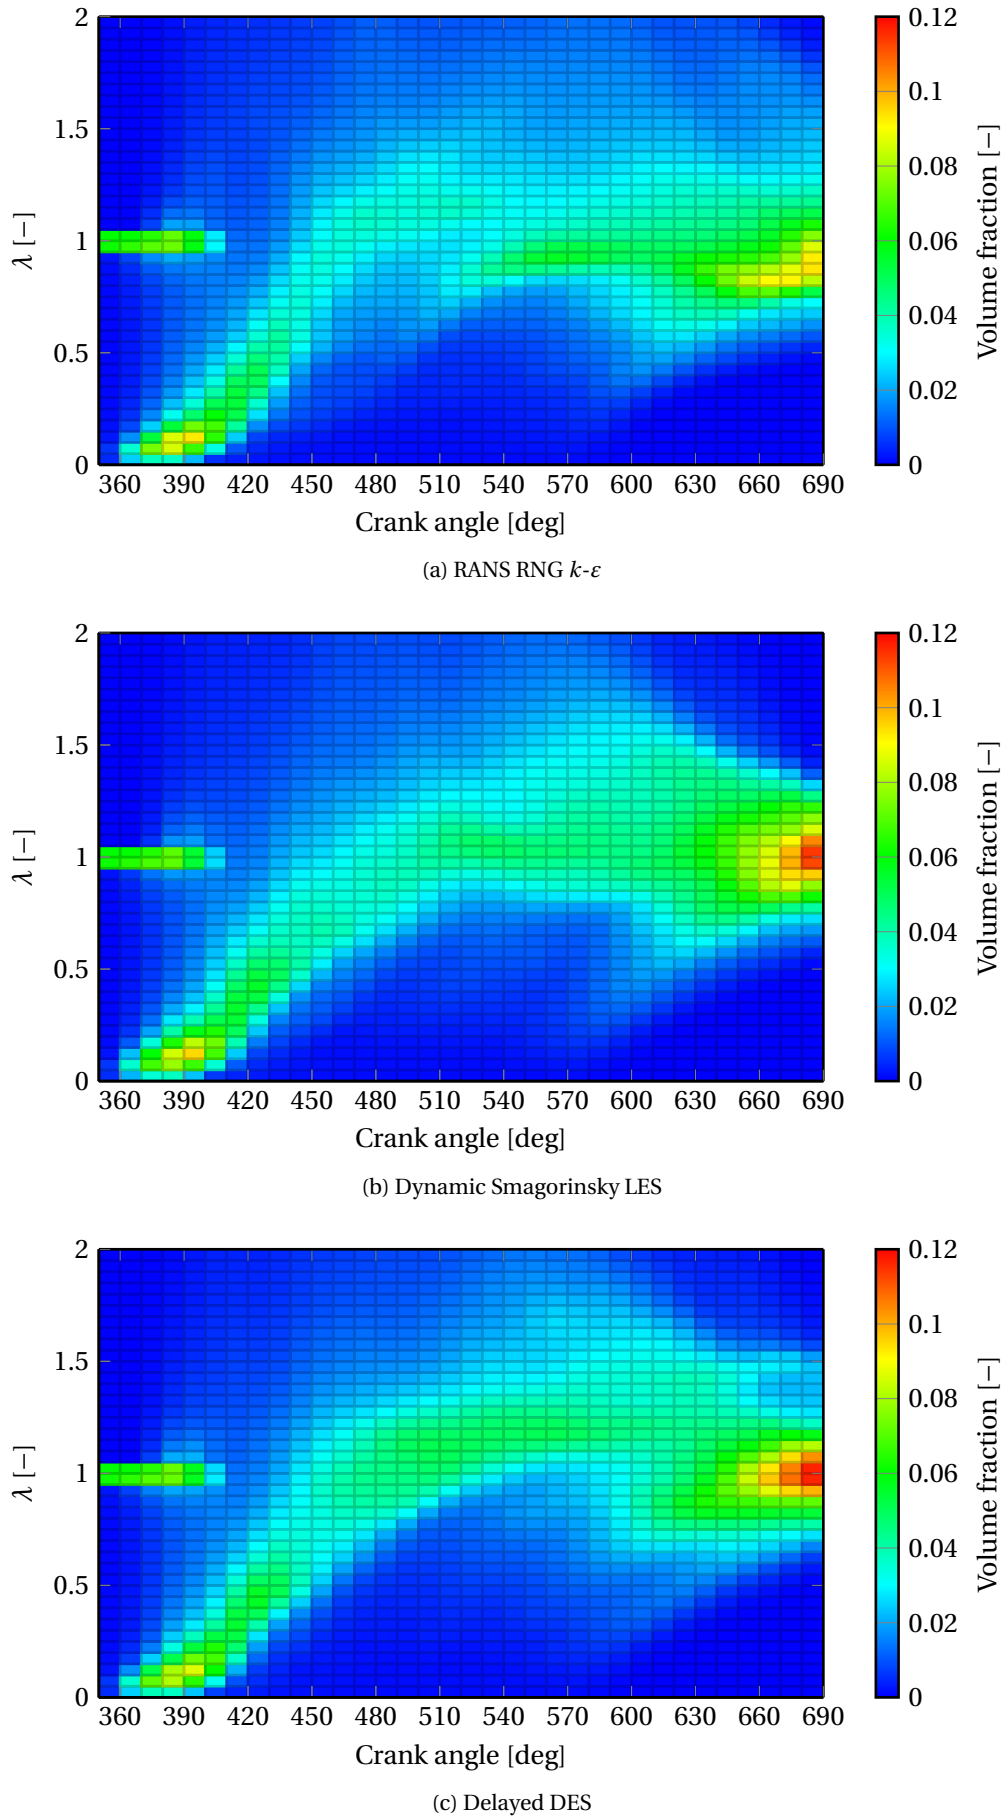 2
1.5
1
0.5
0
λ [−]
360 390 420 450 480 510 540 570 600 630 660 690
Crank angle [deg]
0.12
0.1
0.08
0.06
0.04
0.02
0
Volume fraction [−]
(a) RANS RNG k-ε
2
1.5
1
0.5
0
λ [−]
360 390 420 450 480 510 540 570 600 630 660 690
Crank angle [deg]
0.12
0.1
0.08
0.06
0.04
0.02
0
Volume fraction [−]
(b) Dynamic Smagorinsky LES
2
1.5
1
0.5
0
λ [−]
360 390 420 450 480 510 540 570 600 630 660 690
Crank angle [deg]
0.12
0.1
0.08
0.06
0.04
0.02
0
Volume fraction [−]
(c) Delayed DES